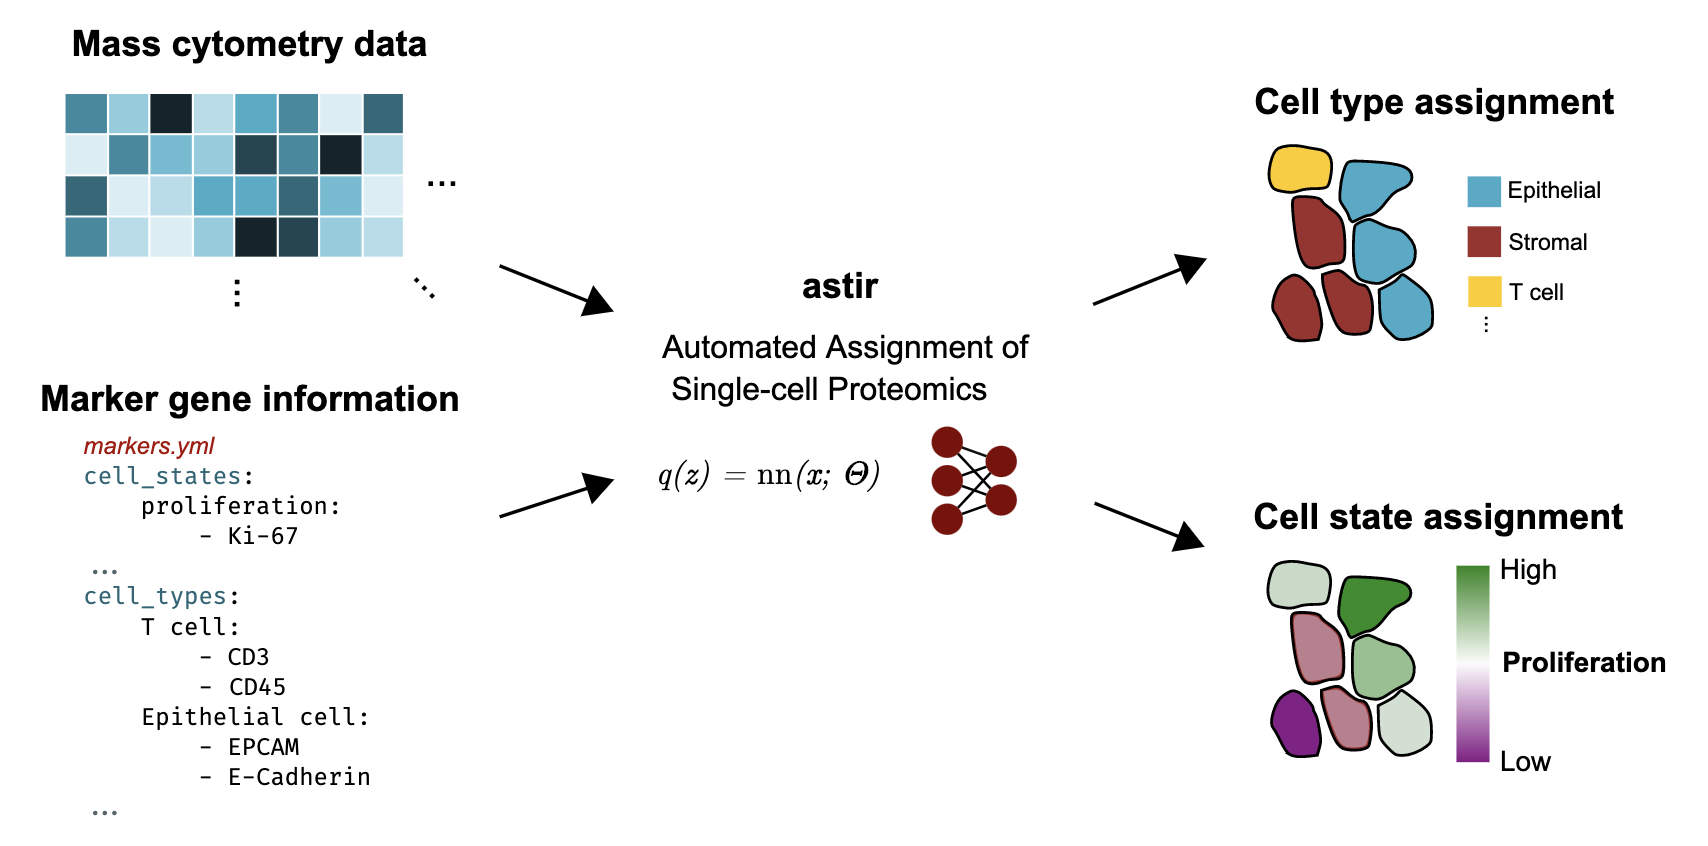 Mass cytometry data
...
Marker gene information
markers.yml
cell_states:
proliferation:
- Ki-67
...
cell_types:
T cell:
- CD3
- CD45
Epithelial cell:
- EPCAM
- E-Cadherin
...
astir
Automated Assignment of
Single-cell Proteomics
q(z) = nn(x; Θ)
Cell type assignment
Epithelial
Stromal
T cell
⋮
Cell state assignment
High
Proliferation
Low